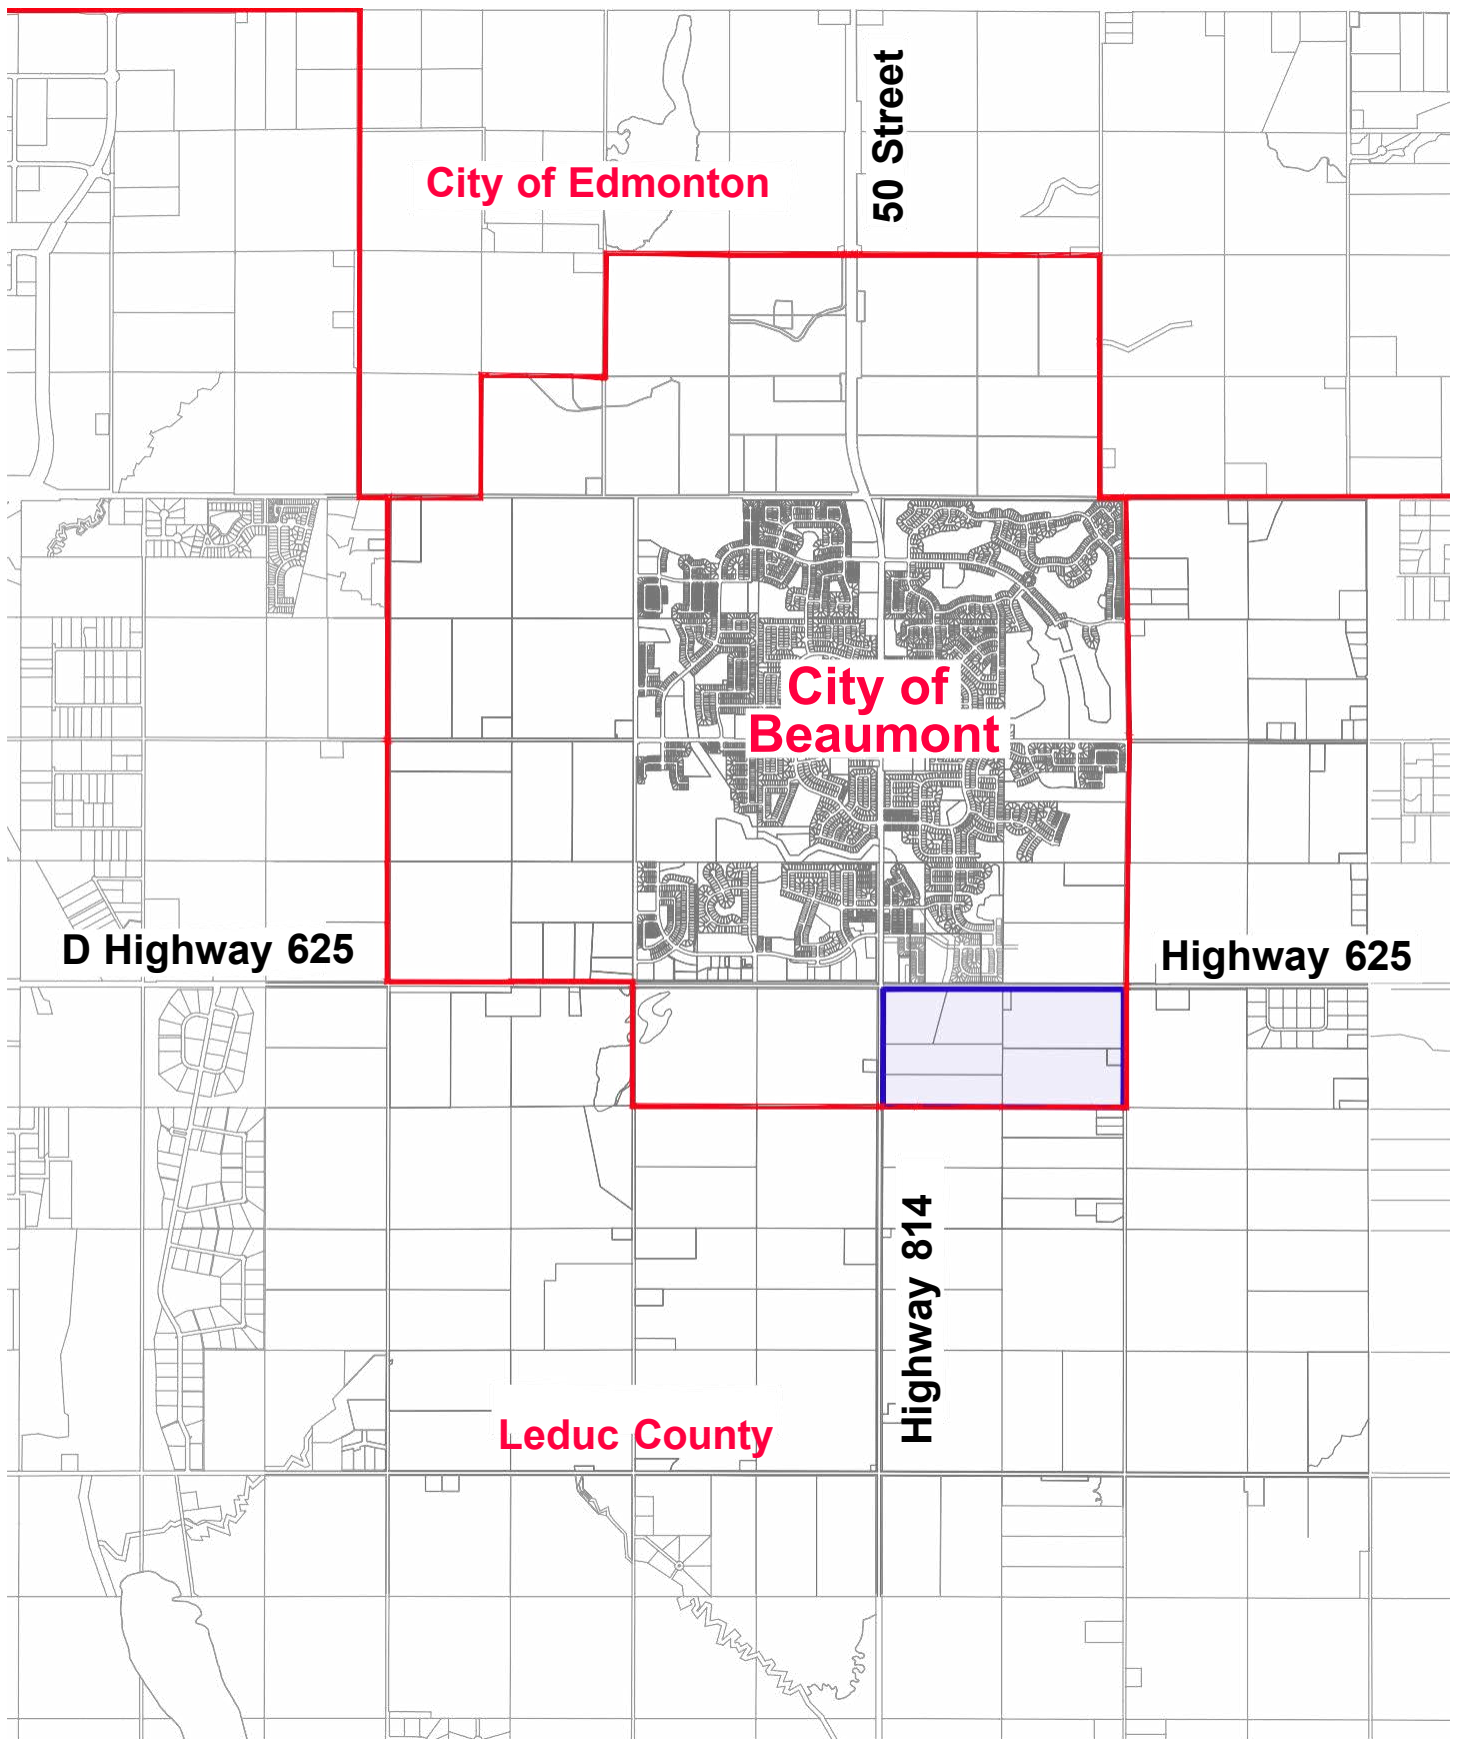 50 Street
City of Edmonton
City of
Beaumont
D Highway 625
Highway 625
Highway 814
Leduc County